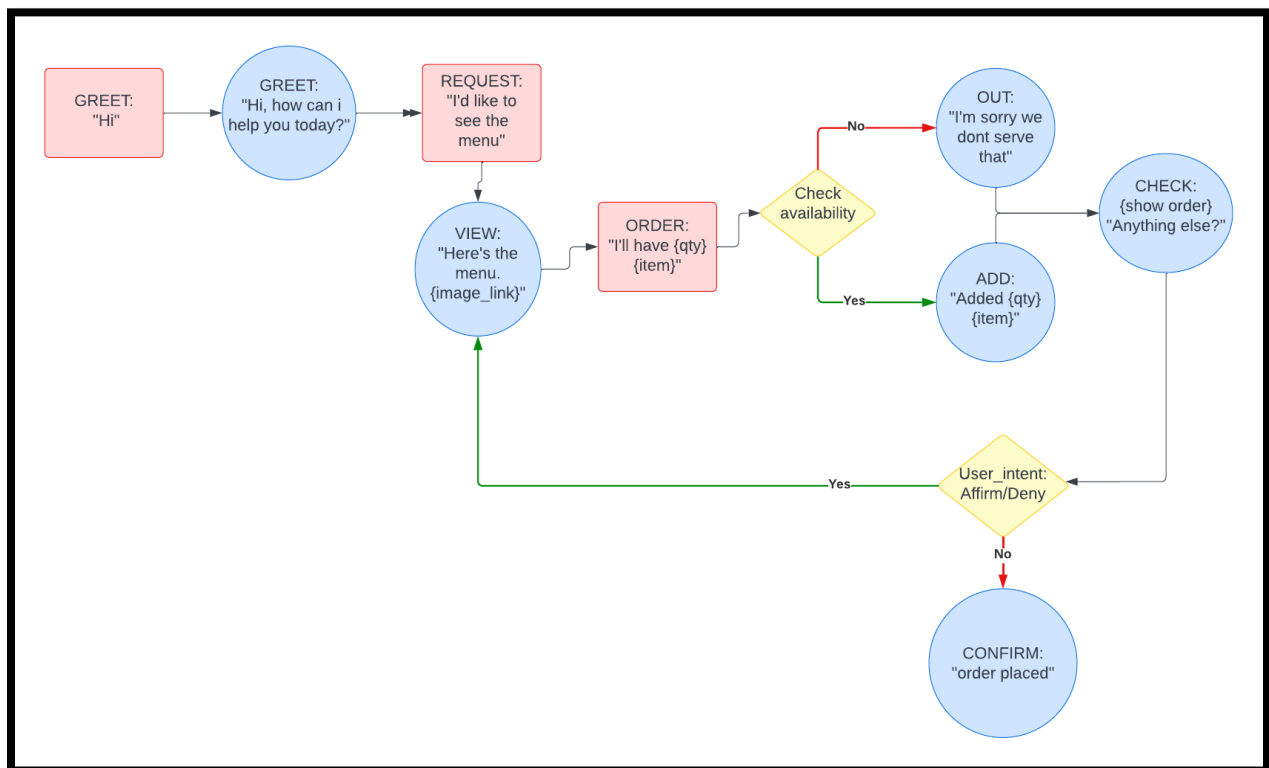 GREET:
"Hi"
GREET:
"Hi, how can i
help you today?"
REQUEST:
"I'd like to
see the
menu"
VIEW:
"Here's the
menu.
{image_link}"
ORDER:
"I'll have {qty}
{item}"
Check
availability
No
Yes
OUT:
"I'm sorry we
dont serve
that"
ADD:
"Added {qty}
{item}"
CHECK:
{show order}
"Anything else?"
User_intent:
Affirm/Deny
Yes
No
CONFIRM:
"order placed"